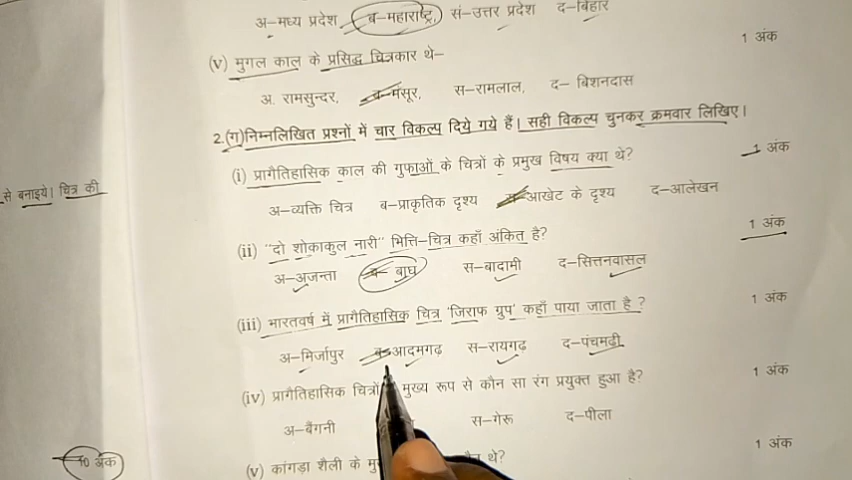 अ-मध्य प्रदेश ब-महाराष्ट्र, सं-उत्तर प्रदेश द-बिहार
(v) मुगल काल के प्रसिद्ध चित्रकार थे- 1 अंक
अ. रामसुन्दर, ब-मंसूर, स-रामलाल, द- बिशनदास
2.(ग)निम्नलिखित प्रश्नों में चार विकल्प दिये गये हैं। सही विकल्प चुनकर क्रमवार लिखिए।
(i) प्रागैतिहासिक काल की गुफाओं के चित्रों के प्रमुख विषय क्या थे? 1 अंक
से बनाइये। चित्र की
अ-व्यक्ति चित्र ब-प्राकृतिक दृश्य स-आखेट के दृश्य द-आलेखन
(ii) "दो शोकाकुल नारी" भित्ति-चित्र कहाँ अंकित है? 1 अंक
अ-अजन्ता ब- बाघ स-बादामी द-सित्तनवासल
(iii) भारतवर्ष में प्रागैतिहासिक चित्र 'जिराफ ग्रुप' कहाँ पाया जाता है ? 1 अंक
अ-मिर्जापुर ब-आदमगढ़ स-रायगढ़ द-पंचमढ़ी
(iv) प्रागैतिहासिक चित्रों मुख्य रूप से कौन सा रंग प्रयुक्त हुआ है? 1 अंक
अ-बैंगनी स-गेरू द-पीला
10 अंक
(v) कांगड़ा शैली के थे? 1 अंक